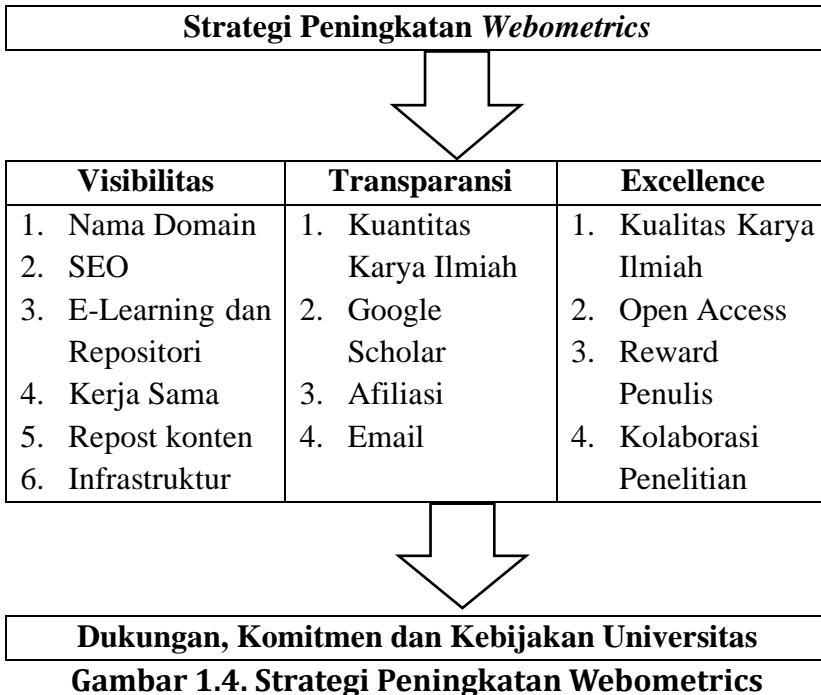 Strategi Peningkatan Webometrics
Visibilitas
1. Nama Domain
2. SEO
3. E-Learning dan
Repositori
4. Kerja Sama
5. Repost konten
6. Infrastruktur
Transparansi
1. Kuantitas
Karya Ilmiah
2. Google
Scholar
3. Afiliasi
4. Email
Excellence
1. Kualitas Karya
Ilmiah
2. Open Access
3. Reward
Penulis
4. Kolaborasi
Penelitian
Dukungan, Komitmen dan Kebijakan Universitas
Gambar 1.4. Strategi Peningkatan Webometrics